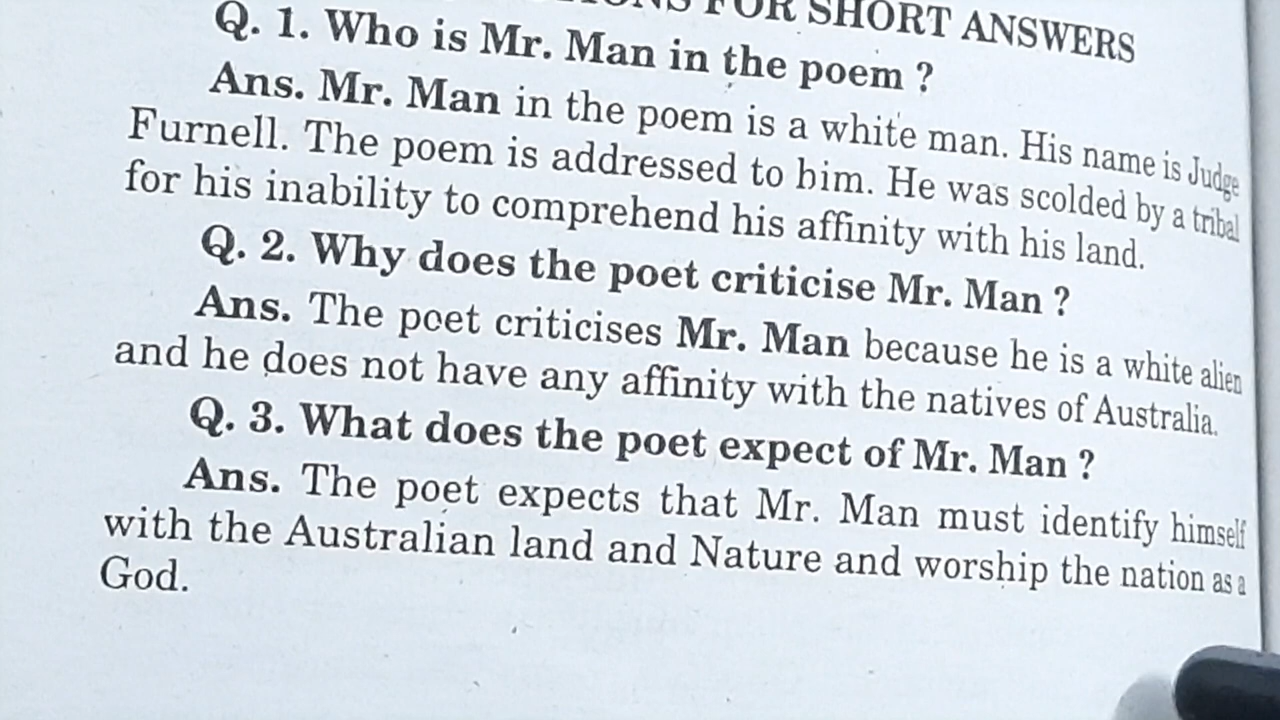 FOR SHORT ANSWERS
Q. 1. Who is Mr. Man in the poem ?
Ans. Mr. Man in the poem is a white man. His name is Judge
Furnell. The poem is addressed to him. He was scolded by a tribal
for his inability to comprehend his affinity with his land.
Q. 2. Why does the poet criticise Mr. Man ?
Ans. The poet criticises Mr. Man because he is a white alien
and he does not have any affinity with the natives of Australia.
Q. 3. What does the poet expect of Mr. Man ?
Ans. The poet expects that Mr. Man must identify himself
with the Australian land and Nature and worship the nation as a
God.